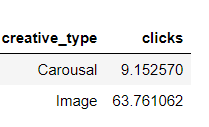 creative_type clicks
Carousal 9.152570
Image 63.761062